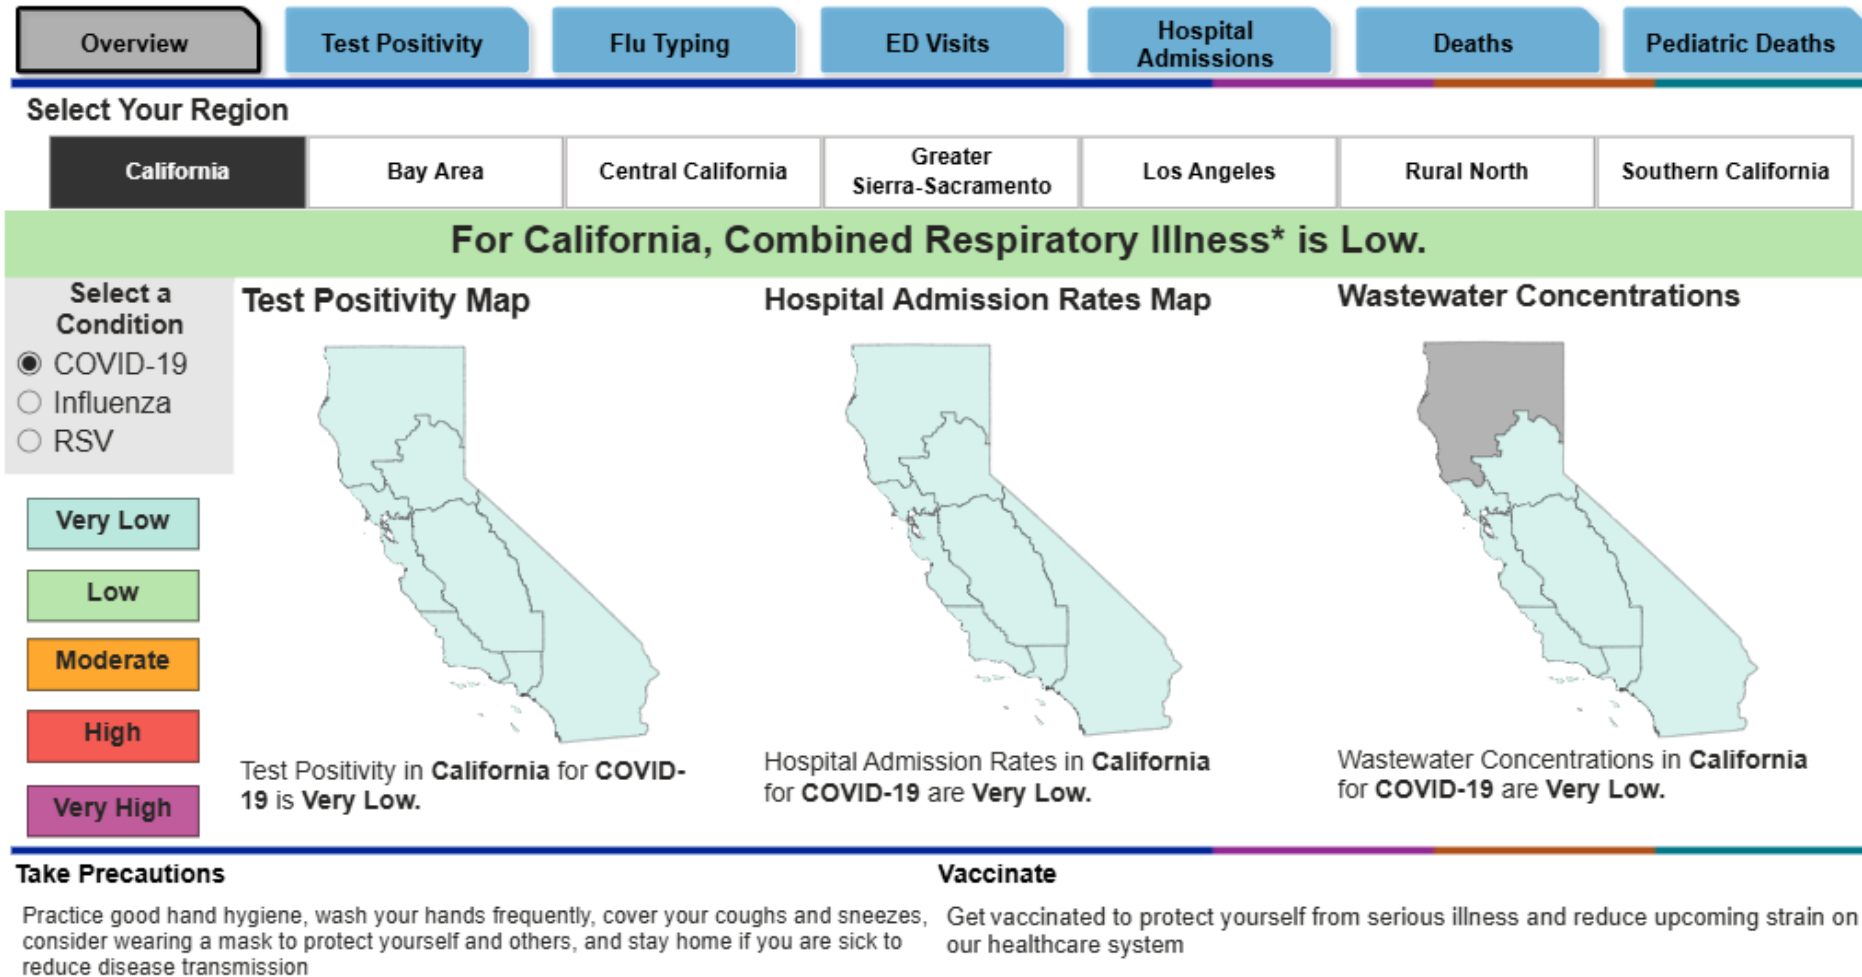 Overview
Test Positivity
Flu Typing
ED Visits
Hospital
Admissions
Deaths
Pediatric Deaths
Select Your Region
California
Bay Area
Central California
Greater
Sierra-Sacramento
Los Angeles
Rural North
Southern California
For California, Combined Respiratory Illness* is Low.
Select a
Condition
COVID-19
Influenza
RSV
Very Low
Low
Moderate
High
Very High
Test Positivity Map
Test Positivity in California for COVID-
19 is Very Low.
Hospital Admission Rates Map
Hospital Admission Rates in California
for COVID-19 are Very Low.
Wastewater Concentrations
Wastewater Concentrations in California
for COVID-19 are Very Low.
Take Precautions
Practice good hand hygiene, wash your hands frequently, cover your coughs and sneezes,
consider wearing a mask to protect yourself and others, and stay home if you are sick to
reduce disease transmission
Vaccinate
Get vaccinated to protect yourself from serious illness and reduce upcoming strain on
our healthcare system